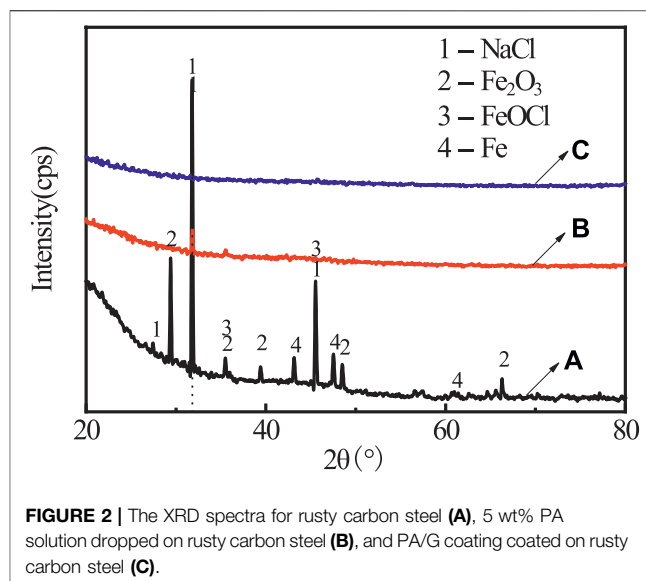 1 – NaCl
2 – Fe₂O₃
3 – FeOCl
4 – Fe
Intensity(cps)
1
1
C
B
A
2
1
3
2
2
4
3
1
4
2
4
2
20
40
60
80
2θ(°)
FIGURE 2 | The XRD spectra for rusty carbon steel (A), 5 wt% PA
solution dropped on rusty carbon steel (B), and PA/G coating coated on rusty
carbon steel (C).